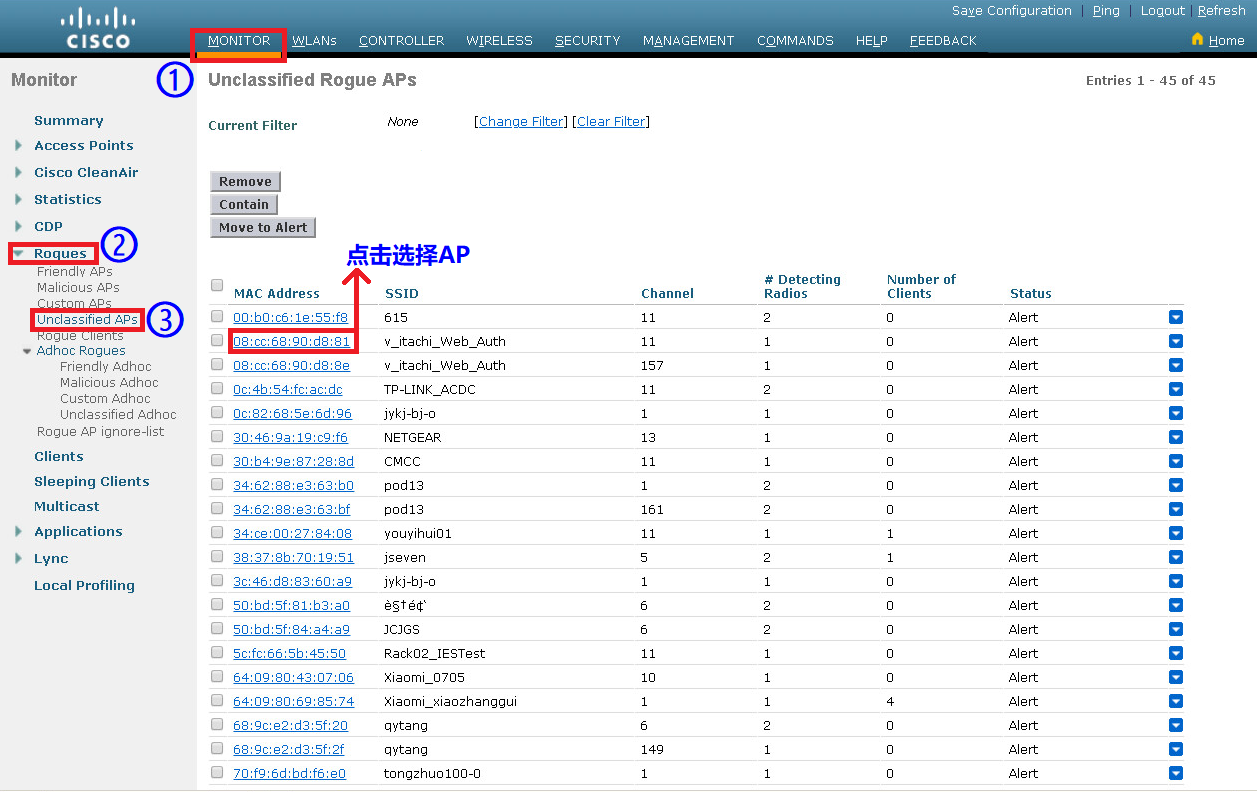 Save Configuration | Ping | Logout | Refresh
CISCO
MONITOR WLANs CONTROLLER WIRELESS SECURITY MANAGEMENT COMMANDS HELP FEEDBACK Home
Monitor
① Unclassified Rogue APs Entries 1 - 45 of 45
Summary
Access Points
Cisco CleanAir
Statistics
CDP
Rogues ②
Friendly APs
Malicious APs
Custom APs
Unclassified APs ③
Rogue Clients
Adhoc Rogues
Friendly Adhoc
Malicious Adhoc
Custom Adhoc
Unclassified Adhoc
Rogue AP ignore-list
Clients
Sleeping Clients
Multicast
Applications
Lync
Local Profiling
Current Filter None [Change Filter] [Clear Filter]
Remove
Contain
Move to Alert
点击选择AP
MAC Address SSID Channel # Detecting Radios Number of Clients Status
00:b0:c6:1e:55:f8 615 11 2 0 Alert
08:cc:68:90:d8:81 v_itachi_Web_Auth 11 1 0 Alert
08:cc:68:90:d8:8e v_itachi_Web_Auth 157 1 0 Alert
0c:4b:54:fc:ac:dc TP-LINK_ACDC 11 2 0 Alert
0c:82:68:5e:6d:96 jykj-bj-o 1 1 0 Alert
30:46:9a:19:c9:f6 NETGEAR 13 1 0 Alert
30:b4:9e:87:28:8d CMCC 11 1 0 Alert
34:62:88:e3:63:b0 pod13 1 2 0 Alert
34:62:88:e3:63:bf pod13 161 2 0 Alert
34:ce:00:27:84:08 youyihui01 11 1 1 Alert
38:37:8b:70:19:51 jseven 5 2 1 Alert
3c:46:d8:83:60:a9 jykj-bj-o 1 1 0 Alert
50:bd:5f:81:b3:a0 è§†é¢‘ 6 2 0 Alert
50:bd:5f:84:a4:a9 JCJGS 6 2 0 Alert
5c:fc:66:5b:45:50 Rack02_IESTest 11 1 0 Alert
64:09:80:43:07:06 Xiaomi_0705 10 1 0 Alert
64:09:80:69:85:74 Xiaomi_xiaozhanggui 1 1 4 Alert
68:9c:e2:d3:5f:20 qytang 6 2 0 Alert
68:9c:e2:d3:5f:2f qytang 149 1 0 Alert
70:f9:6d:bd:f6:e0 tongzhuo100-0 1 1 0 Alert